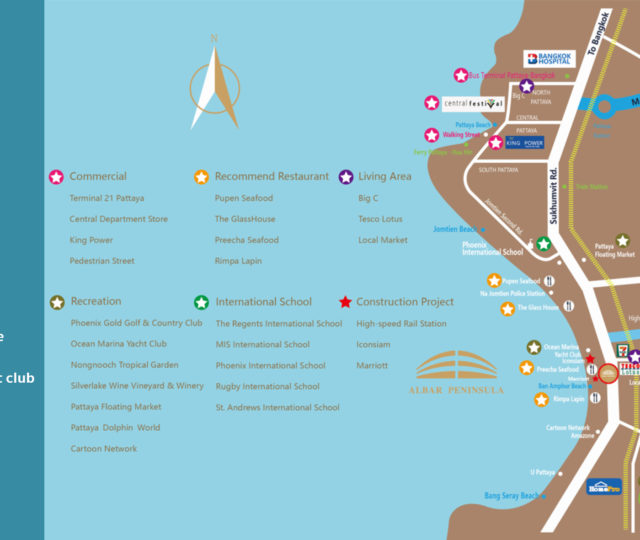 e
c club
N
Commercial
Terminal 21 Pattaya
Central Department Store
King Power
Pedestrian Street
Recommend Restaurant
Pupen Seafood
The GlassHouse
Preecha Seafood
Rimpa Lapin
Living Area
Big C
Tesco Lotus
Local Market
Recreation
Phoenix Gold Golf & Country Club
Ocean Marina Yacht Club
Nongnooch Tropical Garden
Silverlake Wine Vineyard & Winery
Pattaya Floating Market
Pattaya Dolphin World
Cartoon Network
International School
The Regents International School
MIS International School
Phoenix International School
Rugby International School
St. Andrews International School
Construction Project
High-speed Rail Station
Iconsiam
Marriott
ALBAR PENINSULA
To Bangkok
BANGKOK
HOSPITAL
Bus Terminal Pattaya Bangkok
Big C
NORTH
PATTAYA
central festival
CENTRAL
PATTAYA
Pattaya Beach
Walking Street
KING POWER
SOUTH PATTAYA
Sukhumvit Rd.
Train Station
Jomtien Second Rd.
Jomtien Beach
Phoenix
International School
Pattaya
Floating Market
Pupen Seafood
Na Jomtien Police Station
The Glass House
High
Ocean Marina
Yacht Club
Iconsiam
Preecha Seafood
Marriott
Ban Amphur Beach
Rimpa Lapin
Cartoon Network
Amazone
U Pattaya
HomePro
Bang Seray Beach